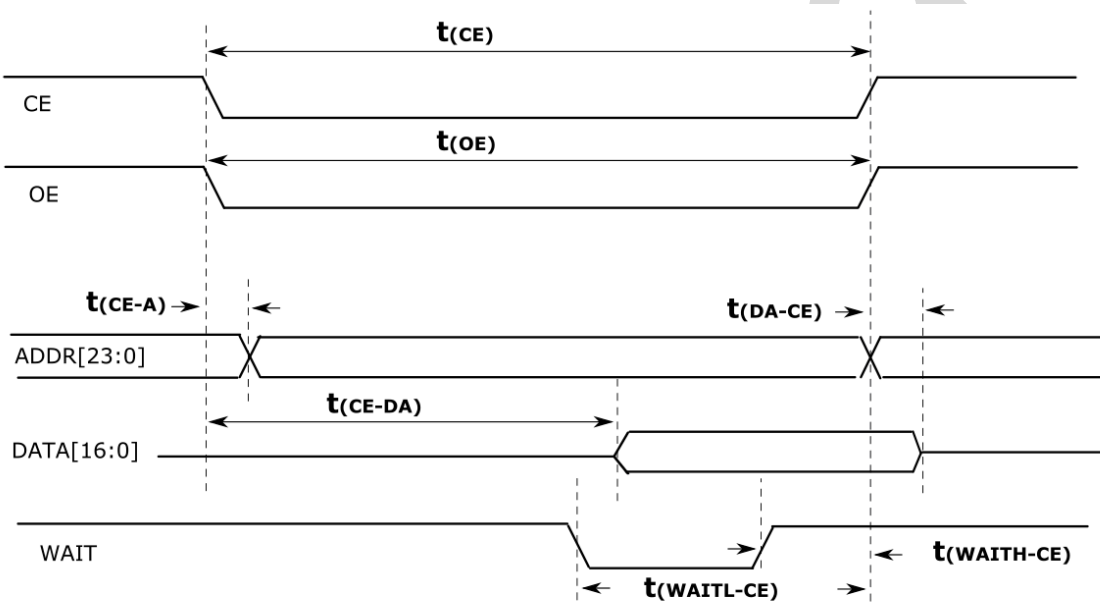 t(CE)
CE
t(OE)
OE
t(CE-A)
t(DA-CE)
ADDR[23:0]
t(CE-DA)
DATA[16:0]
WAIT
t(WAITH-CE)
t(WAITL-CE)